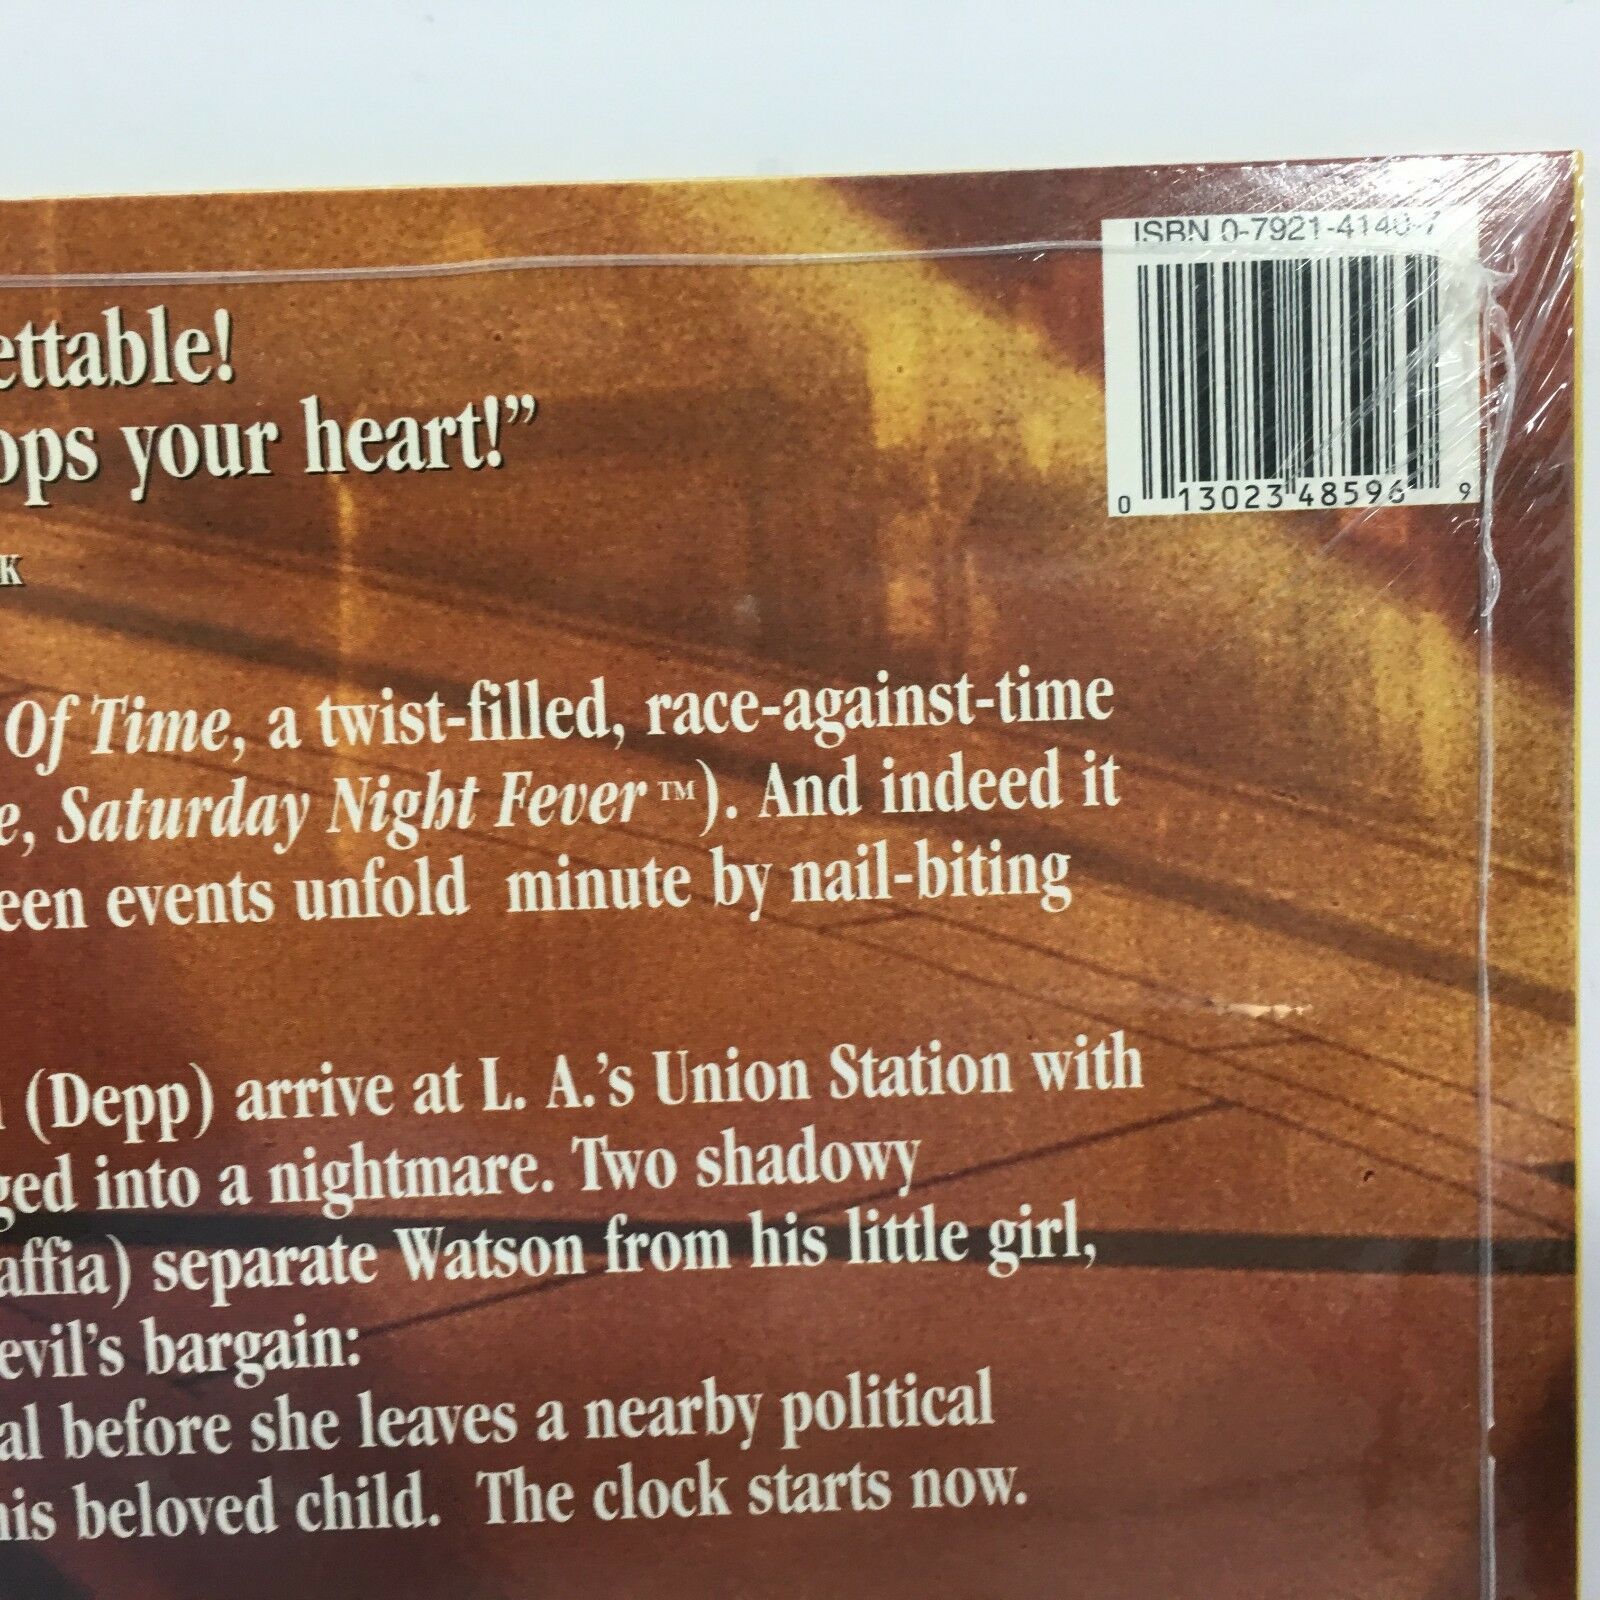 ISBN 0-7921-4140-7
0 13023 48596 9
ettable!
ops your heart!”
K
Of Time, a twist-filled, race-against-time
e, Saturday Night Fever™). And indeed it
een events unfold minute by nail-biting
(Depp) arrive at L. A.’s Union Station with
ged into a nightmare. Two shadowy
affia) separate Watson from his little girl,
evil’s bargain:
al before she leaves a nearby political
his beloved child. The clock starts now.